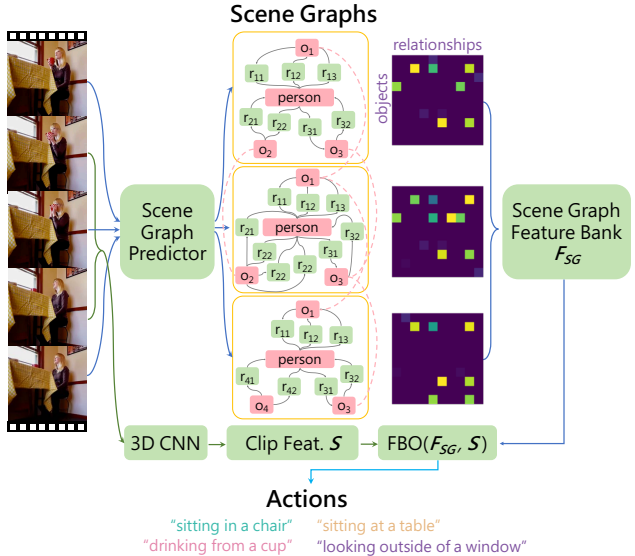 Scene Graphs
relationships
objects
o1
r11
r12
r13
person
r21
r22
r31
r32
o2
o3
o1
r11
r12
r13
r21
person
r32
r22
r31
r22
r22
o2
o3
o1
r11
r12
r13
person
r41
r42
r31
r32
o4
o3
Scene
Graph
Predictor
Scene Graph
Feature Bank
FSG
3D CNN
Clip Feat. S
FBO(FSG, S)
Actions
“sitting in a chair” “sitting at a table”
“drinking from a cup” “looking outside of a window”